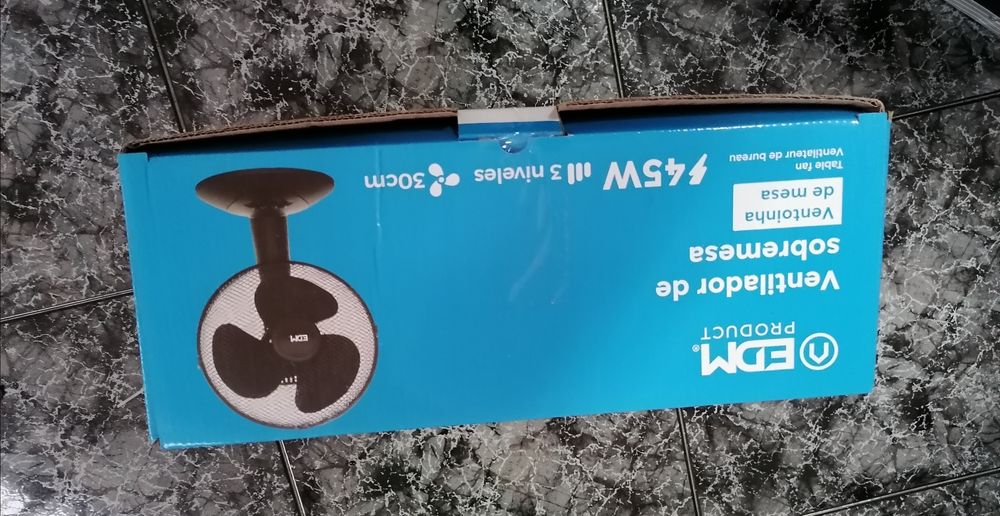 EDM®
PRODUCT
Ventilador de
sobremesa
Ventoinha
de mesa
Table fan
Ventilateur de bureau
45W 3 niveles 30cm
EDM